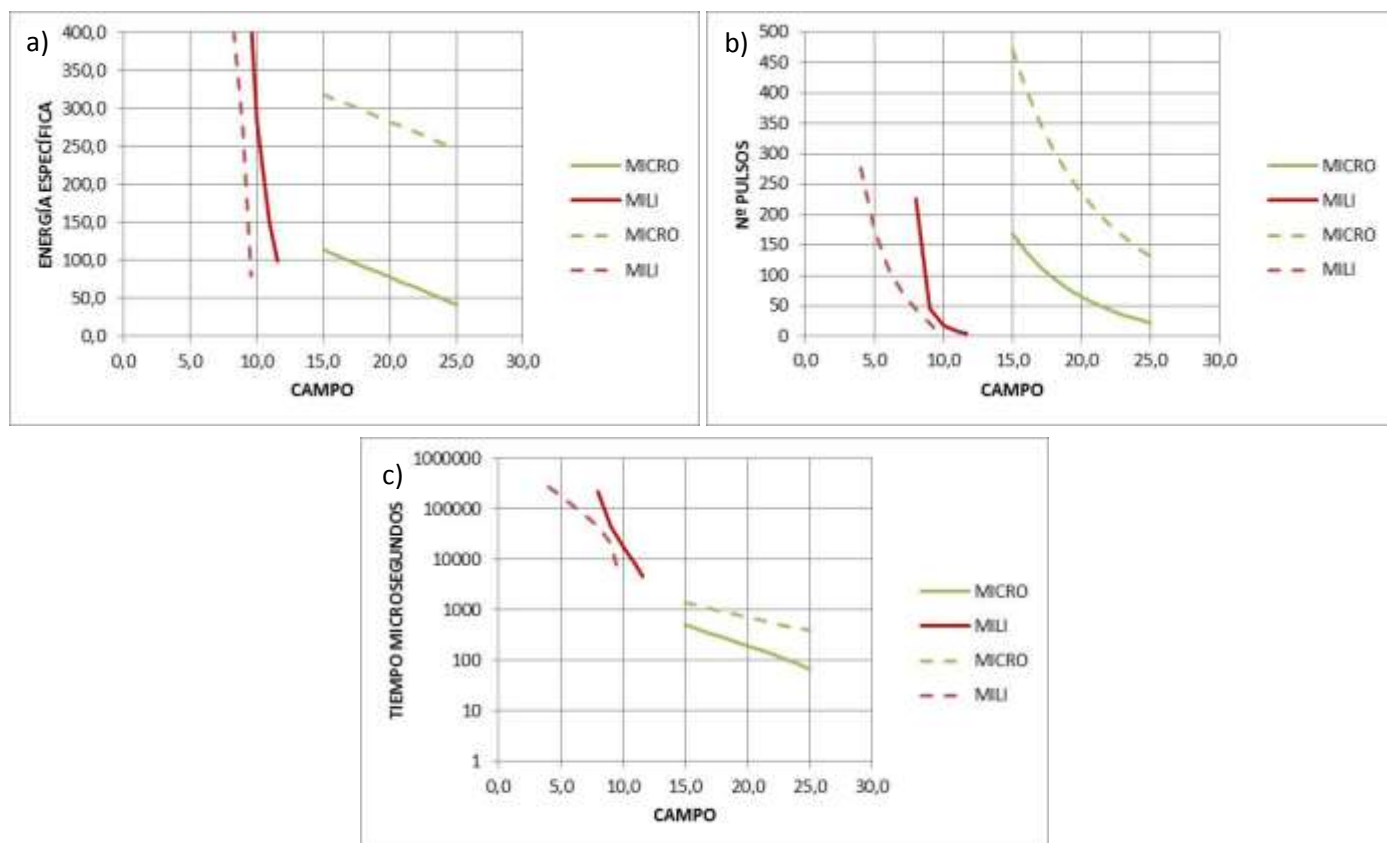 a)
ENERGÍA ESPECÍFICA
400,0
350,0
300,0
250,0
200,0
150,0
100,0
50,0
0,0
0,0 5,0 10,0 15,0 20,0 25,0 30,0
CAMPO
MICRO
MILI
MICRO
MILI
b)
Nº PULSOS
500
450
400
350
300
250
200
150
100
50
0
0,0 5,0 10,0 15,0 20,0 25,0 30,0
CAMPO
MICRO
MILI
MICRO
MILI
c)
TIEMPO MICROSEGUNDOS
1000000
100000
10000
1000
100
10
1
0,0 5,0 10,0 15,0 20,0 25,0 30,0
CAMPO
MICRO
MILI
MICRO
MILI